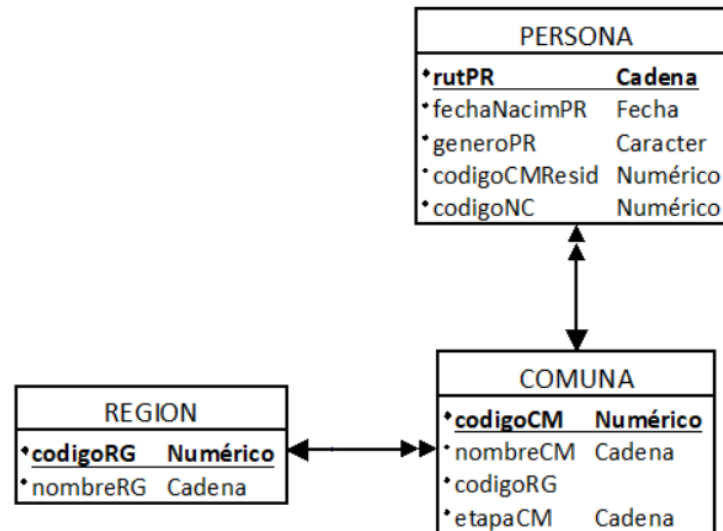 PERSONA
rutPR Cadena
fechaNacimPR Fecha
generoPR Caracter
codigoCMResid Numérico
codigoNC Numérico
COMUNA
codigoCM Numérico
nombreCM Cadena
codigoRG
etapaCM Cadena
REGION
codigoRG Numérico
nombreRG Cadena